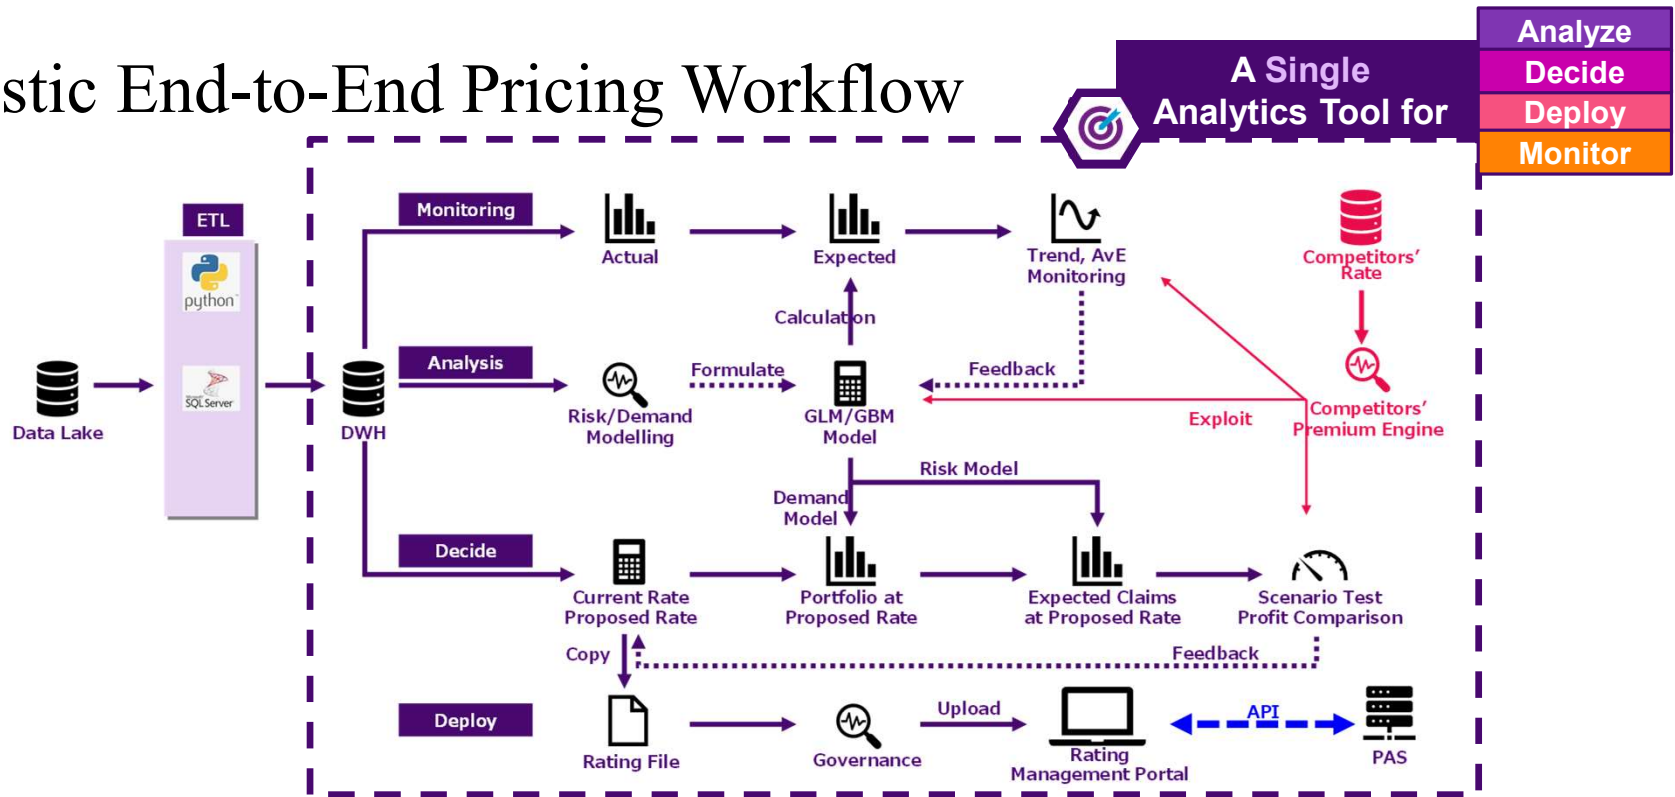 stic End-to-End Pricing Workflow
A Single
Analytics Tool for
Analyze
Decide
Deploy
Monitor
ETL
python
SQL Server
Data Lake
DWH
Monitoring
Actual
Expected
Trend, AvE
Monitoring
Competitors'
Rate
Calculation
Analysis
Risk/Demand
Modelling
Formulate
GLM/GBM
Model
Feedback
Exploit
Competitors'
Premium Engine
Risk Model
Demand
Model
Decide
Current Rate
Proposed Rate
Portfolio at
Proposed Rate
Expected Claims
at Proposed Rate
Scenario Test
Profit Comparison
Copy
Feedback
Deploy
Rating File
Governance
Upload
Rating
Management Portal
API
PAS